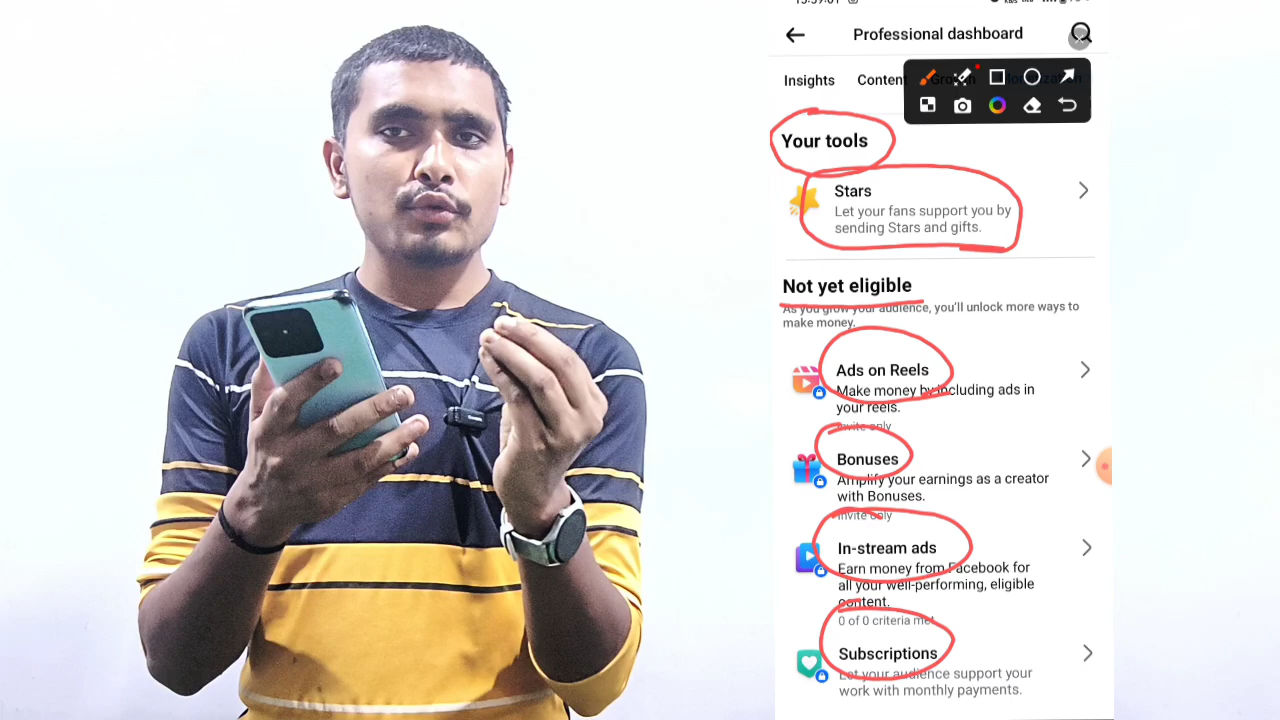 Professional dashboard
Insights
Content
Growth
Your tools
Stars
Let your fans support you by
sending Stars and gifts.
Not yet eligible
As you grow your audience, you'll unlock more ways to
make money.
Ads on Reels
Make money by including ads in
your reels.
Invite only
Bonuses
Amplify your earnings as a creator
with Bonuses.
Invite only
In-stream ads
Earn money from Facebook for
all your well-performing, eligible
content.
0 of 0 criteria met
Subscriptions
Let your audience support your
work with monthly payments.